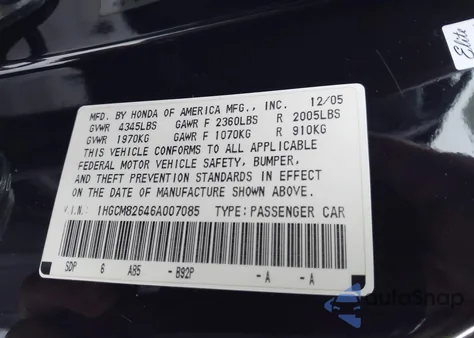 Elite
MFD. BY HONDA OF AMERICA MFG., INC. 12/05
GVWR 4345LBS GAWR F 2360LBS R 2005LBS
GVWR 1970KG GAWR F 1070KG R 910KG
THIS VEHICLE CONFORMS TO ALL APPLICABLE
FEDERAL MOTOR VEHICLE SAFETY, BUMPER,
AND THEFT PREVENTION STANDARDS IN EFFECT
ON THE DATE OF MANUFACTURE SHOWN ABOVE.
V.I.N.: 1HGCM82646A007085 TYPE: PASSENGER CAR
SDP 6 AB5 - B92P - A - A
AutoSnap